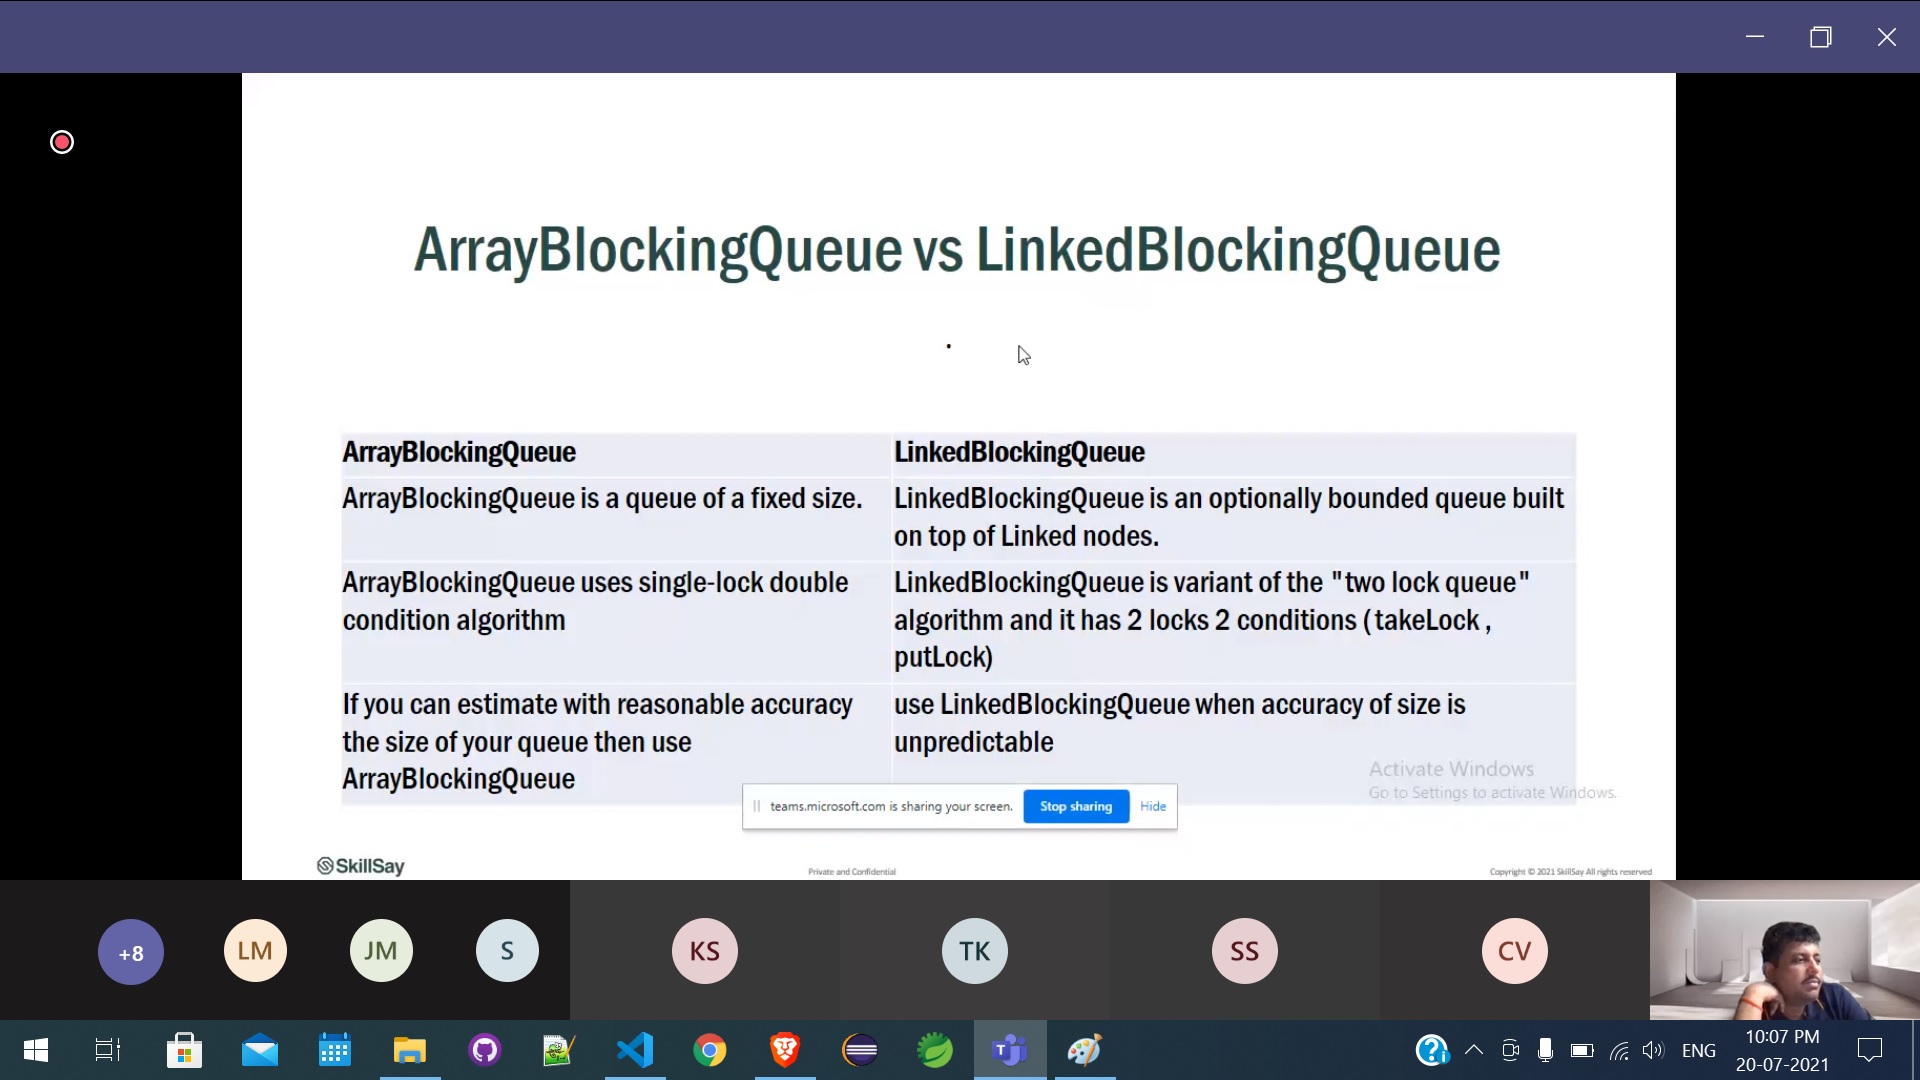 ArrayBlockingQueue vs LinkedBlockingQueue
ArrayBlockingQueue
LinkedBlockingQueue
ArrayBlockingQueue is a queue of a fixed size.
LinkedBlockingQueue is an optionally bounded queue built
on top of Linked nodes.
ArrayBlockingQueue uses single-lock double
condition algorithm
LinkedBlockingQueue is variant of the "two lock queue"
algorithm and it has 2 locks 2 conditions ( takeLock ,
putLock)
If you can estimate with reasonable accuracy
the size of your queue then use
ArrayBlockingQueue
use LinkedBlockingQueue when accuracy of size is
unpredictable
Activate Windows
Go to Settings to activate Windows.
teams.microsoft.com is sharing your screen.
Stop sharing
Hide
SkillSay
Private and Confidential
Copyright © 2021 SkillSay All rights reserved
+8
LM
JM
S
KS
TK
SS
CV
ENG
10:07 PM
20-07-2021